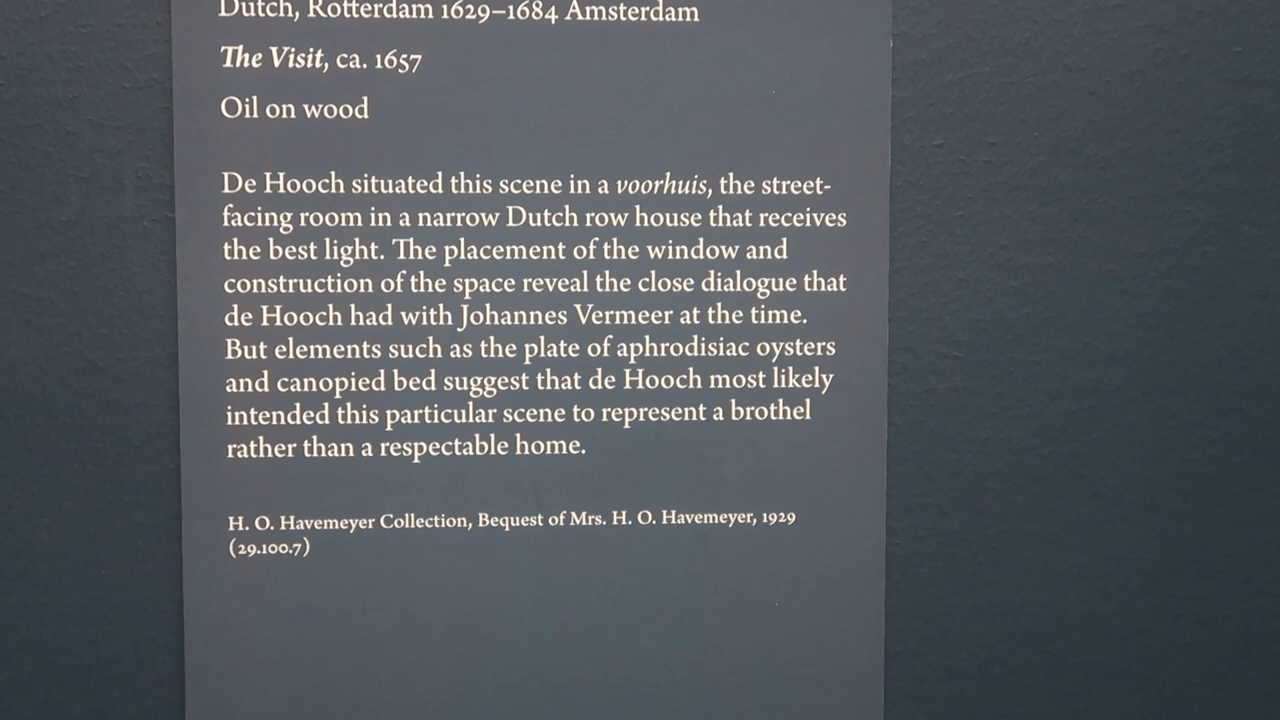 Dutch, Rotterdam 1629–1684 Amsterdam
The Visit, ca. 1657
Oil on wood
De Hooch situated this scene in a voorhuis, the street-
facing room in a narrow Dutch row house that receives
the best light. The placement of the window and
construction of the space reveal the close dialogue that
de Hooch had with Johannes Vermeer at the time.
But elements such as the plate of aphrodisiac oysters
and canopied bed suggest that de Hooch most likely
intended this particular scene to represent a brothel
rather than a respectable home.
H. O. Havemeyer Collection, Bequest of Mrs. H. O. Havemeyer, 1929
(29.100.7)